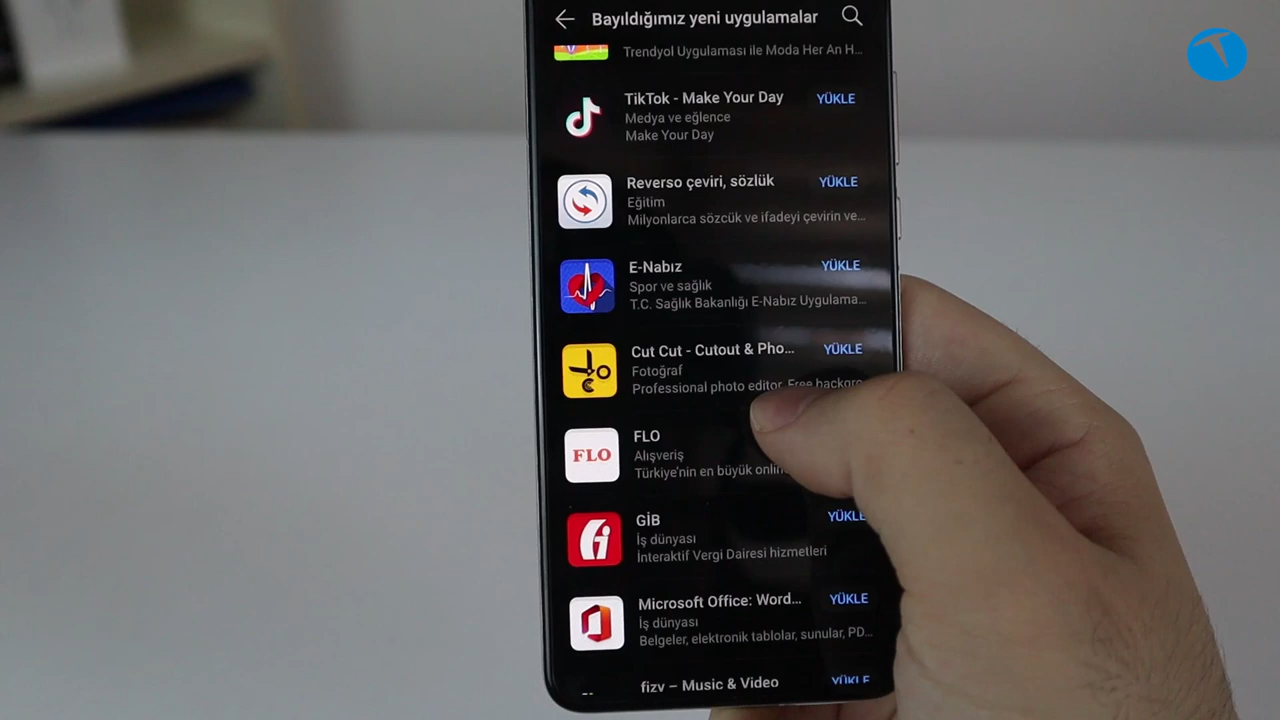 Bayıldığımız yeni uygulamalar
Trendyol Uygulaması ile Moda Her An H...
TikTok - Make Your Day
YÜKLE
Medya ve eğlence
Make Your Day
Reverso çeviri, sözlük
YÜKLE
Eğitim
Milyonlarca sözcük ve ifadeyi çevirin ve...
E-Nabız
YÜKLE
Spor ve sağlık
T.C. Sağlık Bakanlığı E-Nabız Uygulama...
Cut Cut - Cutout & Pho...
YÜKLE
Fotoğraf
Professional photo editor, Free backgro
FLO
FLO
Alışveriş
Türkiye'nin en büyük onlin
GİB
YÜKLE
İş dünyası
İnteraktif Vergi Dairesi hizmetleri
Microsoft Office: Word...
YÜKLE
İş dünyası
Belgeler, elektronik tablolar, sunular, PD...
fizy – Music & Video
YÜKLE